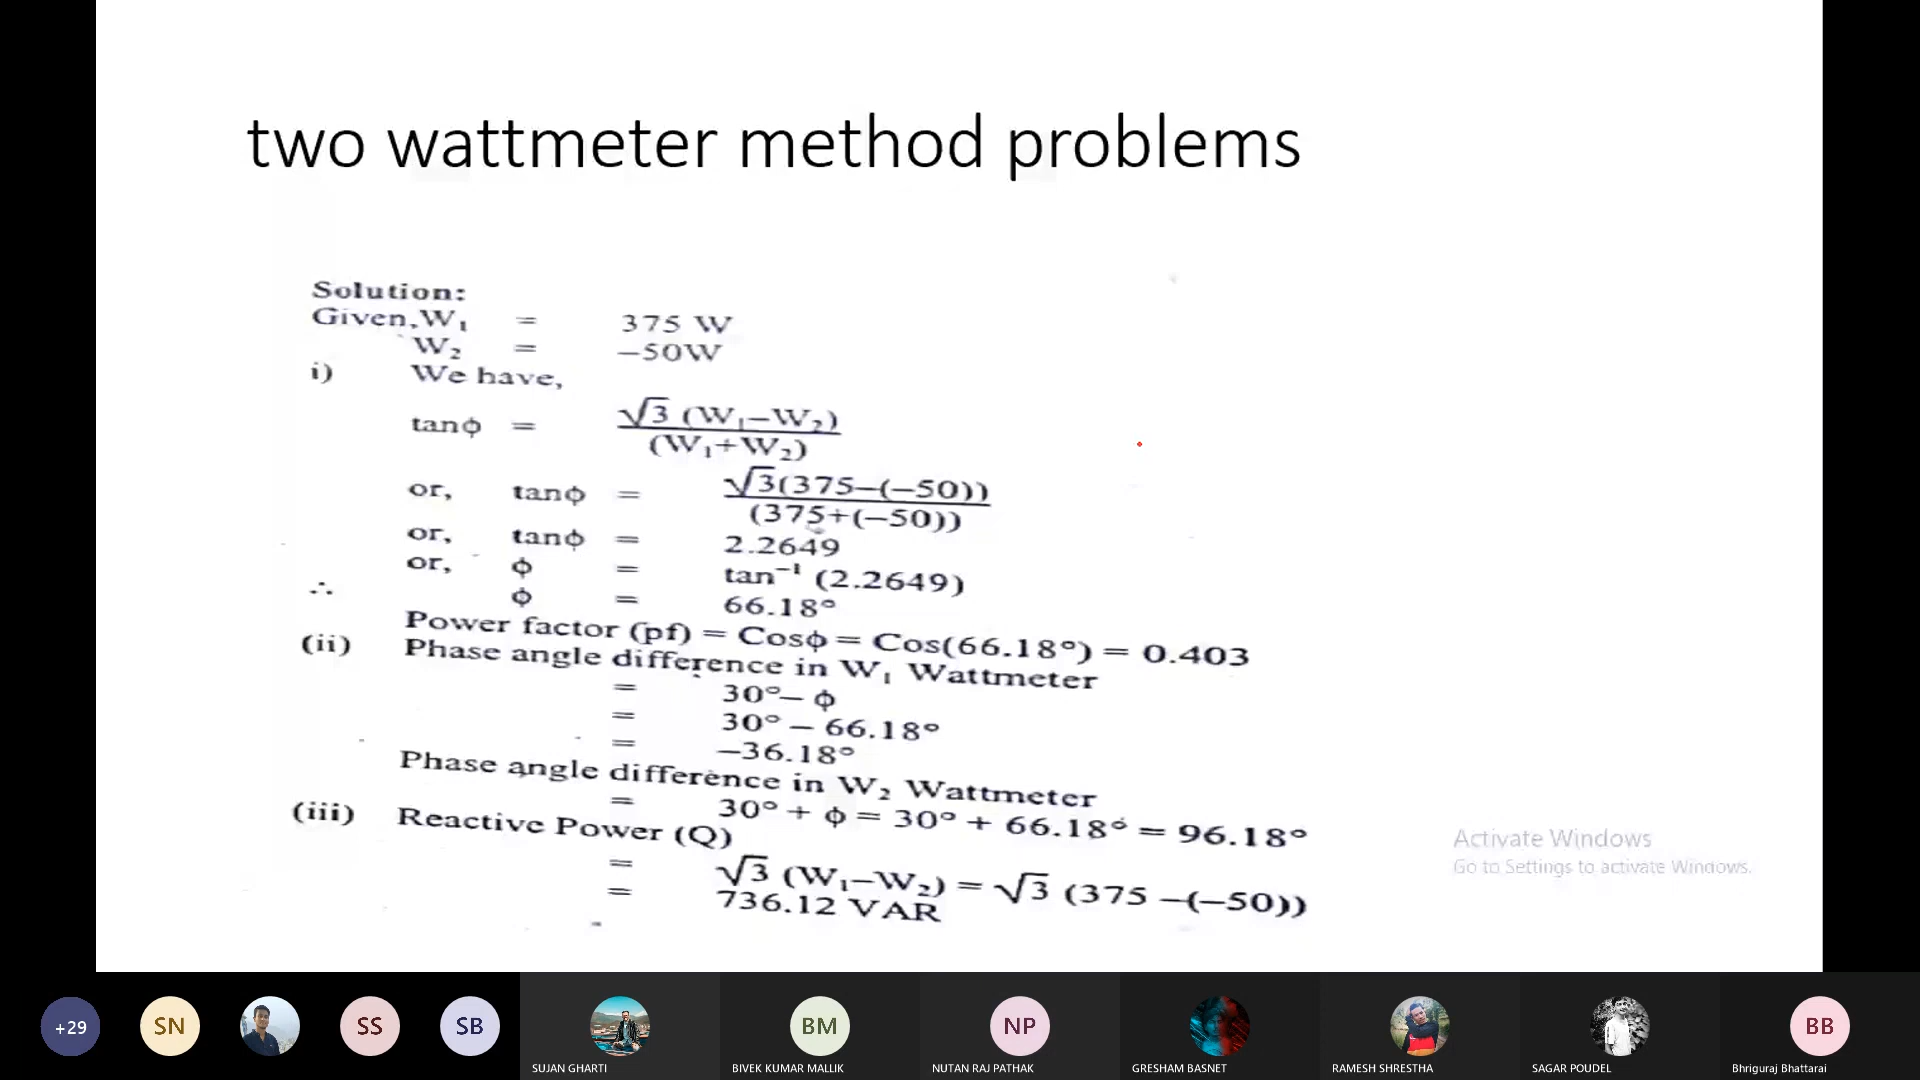 two wattmeter method problems
Solution:
Given, W₁ = 375 W
W₂ = –50W
i) We have,
tanϕ = √3 (W₁–W₂) / (W₁+W₂)
or, tanϕ = √3(375–(–50)) / (375+(–50))
or, tanϕ = 2.2649
or, ϕ = tan⁻¹ (2.2649)
∴ ϕ = 66.18°
Power factor (pf) = Cosϕ = Cos(66.18°) = 0.403
(ii) Phase angle difference in W₁ Wattmeter
= 30°– ϕ
= 30° – 66.18°
= –36.18°
Phase angle difference in W₂ Wattmeter
= 30° + ϕ = 30° + 66.18° = 96.18°
(iii) Reactive Power (Q)
= √3 (W₁–W₂) = √3 (375 –(–50))
= 736.12 VAR
Activate Windows
Go to Settings to activate Windows.
+29
SN
SS
SB
BM
NP
BB
SUJAN GHARTI
BIVEK KUMAR MALLIK
NUTAN RAJ PATHAK
GRESHAM BASNET
RAMESH SHRESTHA
SAGAR POUDEL
Bhriguraj Bhattarai